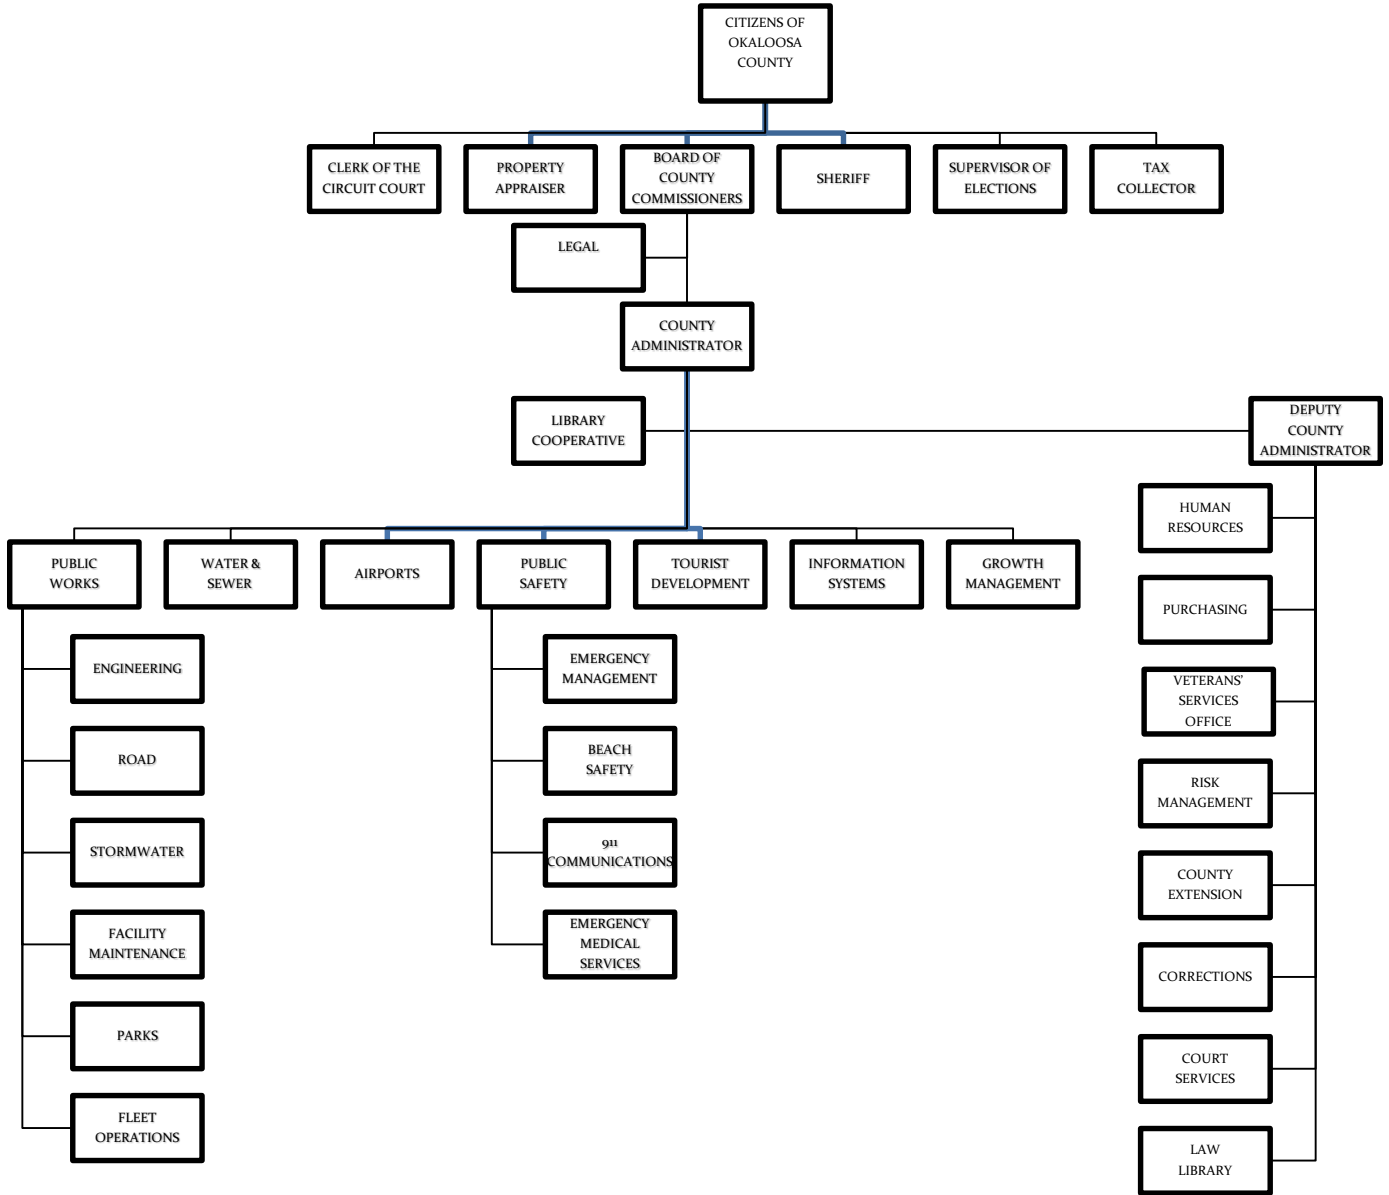 CITIZENS OF
OKALOOSA
COUNTY
CLERK OF THE
CIRCUIT COURT
PROPERTY
APPRAISER
BOARD OF
COUNTY
COMMISSIONERS
SHERIFF
SUPERVISOR OF
ELECTIONS
TAX
COLLECTOR
LEGAL
COUNTY
ADMINISTRATOR
LIBRARY
COOPERATIVE
DEPUTY
COUNTY
ADMINISTRATOR
PUBLIC
WORKS
WATER &
SEWER
AIRPORTS
PUBLIC
SAFETY
TOURIST
DEVELOPMENT
INFORMATION
SYSTEMS
GROWTH
MANAGEMENT
ENGINEERING
ROAD
STORMWATER
FACILITY
MAINTENANCE
PARKS
FLEET
OPERATIONS
EMERGENCY
MANAGEMENT
BEACH
SAFETY
911
COMMUNICATIONS
EMERGENCY
MEDICAL
SERVICES
HUMAN
RESOURCES
PURCHASING
VETERANS’
SERVICES
OFFICE
RISK
MANAGEMENT
COUNTY
EXTENSION
CORRECTIONS
COURT
SERVICES
LAW
LIBRARY